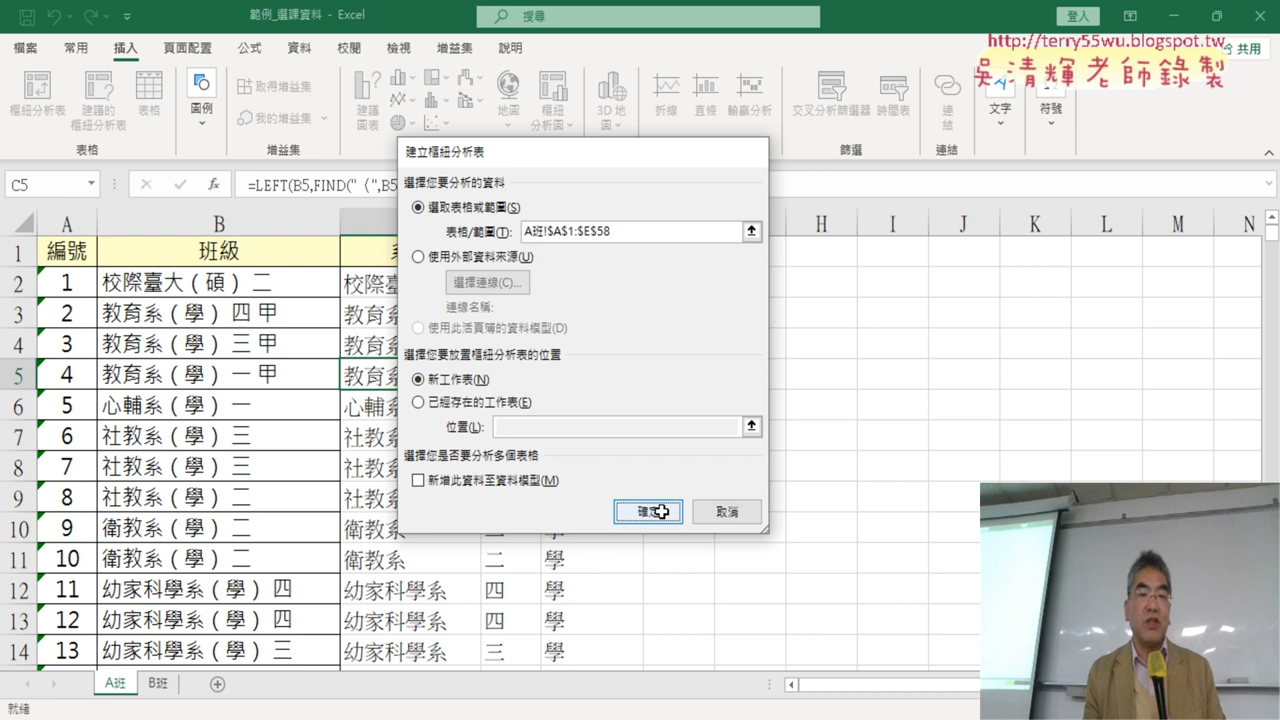 範例_選課資料 - Excel
搜尋
登入
檔案 常用 插入 頁面配置 公式 資料 校閱 檢視 增益集 說明
共用
http://terry55wu.blogspot.tw
吳清輝老師錄製
樞紐分析表
建議的
樞紐分析表
表格
圖例
取得增益集
我的增益集
建議
圖表
地圖
樞紐
分析圖
3D 地
圖
折線
直條
輸贏分析
交叉分析篩選器
時間表
連
結
文字
符號
表格
增益集
篩選
連結
C5
=LEFT(B5,FIND("（",B5
A B H I J K L M N
1 編號 班級
2 1 校際臺大（碩） 二
3 2 教育系（學） 四 甲 教育系
4 3 教育系（學） 三 甲 教育系
5 4 教育系（學） 一 甲 教育系
6 5 心輔系（學） 一
7 6 社教系（學） 三
8 7 社教系（學） 三
9 8 社教系（學） 二
10 9 衛教系（學） 二
11 10 衛教系（學） 二 衛教系 二 學
12 11 幼家科學系（學） 四 幼家科學系 四 學
13 12 幼家科學系（學） 四 幼家科學系 四 學
14 13 幼家科學系（學） 三 幼家科學系 三 學
建立樞紐分析表
選擇您要分析的資料
選取表格或範圍(S)
表格/範圍(T): A班!$A$1:$E$58
使用外部資料來源(U)
選擇連線(C)...
連線名稱:
使用此活頁簿的資料模型(D)
選擇您要放置樞紐分析表的位置
新工作表(N)
已經存在的工作表(E)
位置(L):
選擇您是否要分析多個表格
新增此資料至資料模型(M)
確定
取消
A班 B班
就緒